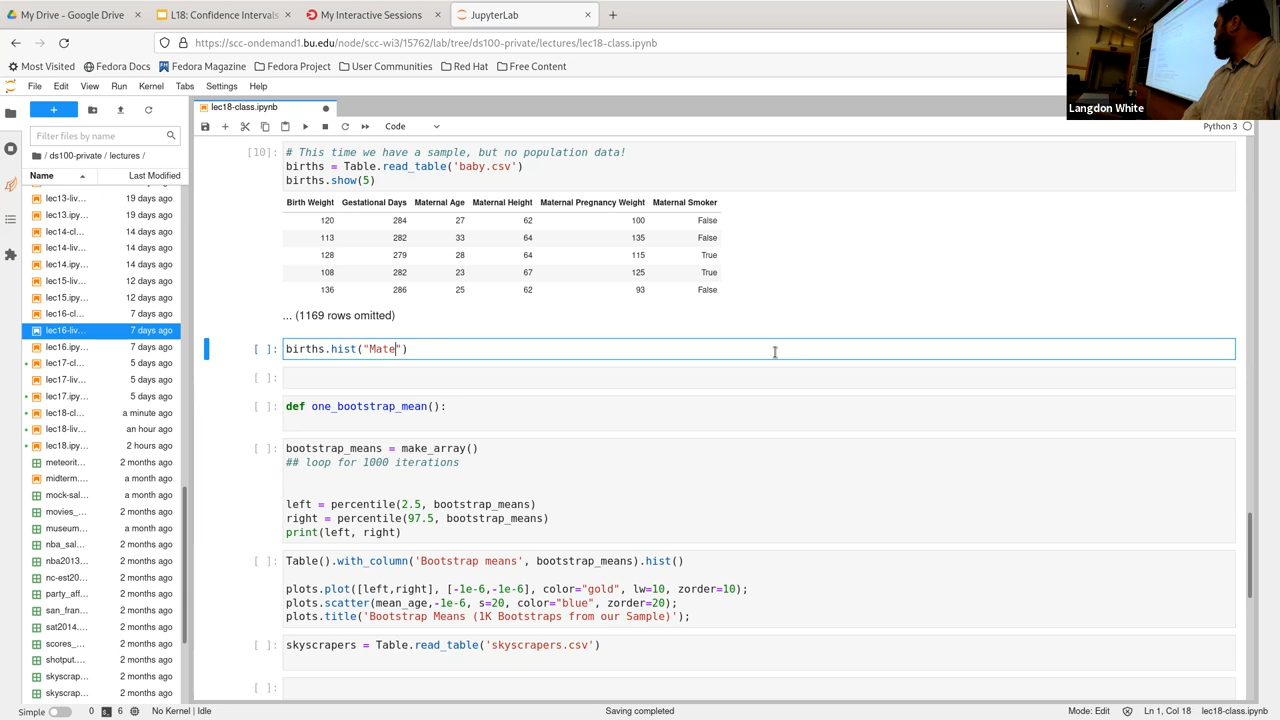 My Drive - Google Drive
L18: Confidence Intervals
My Interactive Sessions
JupyterLab
https://scc-ondemand1.bu.edu/node/scc-wi3/15762/lab/tree/ds100-private/lectures/lec18-class.ipynb
Most Visited Fedora Docs Fedora Magazine Fedora Project User Communities Red Hat Free Content
Langdon White
File Edit View Run Kernel Tabs Settings Help
lec18-class.ipynb
Filter files by name
Code
Python 3
/ ds100-private / lectures /
Name Last Modified
lec13-liv... 19 days ago
lec13.ipy... 19 days ago
lec14-cl... 14 days ago
lec14-liv... 14 days ago
lec14.ipy... 14 days ago
lec15-liv... 12 days ago
lec15.ipy... 12 days ago
lec16-cl... 7 days ago
lec16-liv... 7 days ago
lec16.ipy... 7 days ago
lec17-cl... 5 days ago
lec17-liv... 5 days ago
lec17.ipy... 5 days ago
lec18-cl... a minute ago
lec18-liv... an hour ago
lec18.ipy... 2 hours ago
meteorit... 2 months ago
midterm.... a month ago
mock-sal... a month ago
movies_... 2 months ago
museum... a month ago
nba_sal... 2 months ago
nba2013... 2 months ago
nc-est20... 2 months ago
party_aff... 2 months ago
san_fran... 2 months ago
sat2014.... 2 months ago
scores_... 2 months ago
shotput.... 2 months ago
skyscrap... 2 months ago
skyscrap... 2 months ago
[10]: # This time we have a sample, but no population data!
births = Table.read_table('baby.csv')
births.show(5)
Birth Weight Gestational Days Maternal Age Maternal Height Maternal Pregnancy Weight Maternal Smoker
120 284 27 62 100 False
113 282 33 64 135 False
128 279 28 64 115 True
108 282 23 67 125 True
136 286 25 62 93 False
... (1169 rows omitted)
[ ]: births.hist("Mate")
[ ]:
[ ]: def one_bootstrap_mean():
[ ]: bootstrap_means = make_array()
## loop for 1000 iterations
left = percentile(2.5, bootstrap_means)
right = percentile(97.5, bootstrap_means)
print(left, right)
[ ]: Table().with_column('Bootstrap means', bootstrap_means).hist()
plots.plot([left,right], [-1e-6,-1e-6], color="gold", lw=10, zorder=10);
plots.scatter(mean_age,-1e-6, s=20, color="blue", zorder=20);
plots.title('Bootstrap Means (1K Bootstraps from our Sample)');
[ ]: skyscrapers = Table.read_table('skyscrapers.csv')
[ ]:
Simple 0 6 No Kernel | Idle Saving completed Mode: Edit Ln 1, Col 18 lec18-class.ipynb